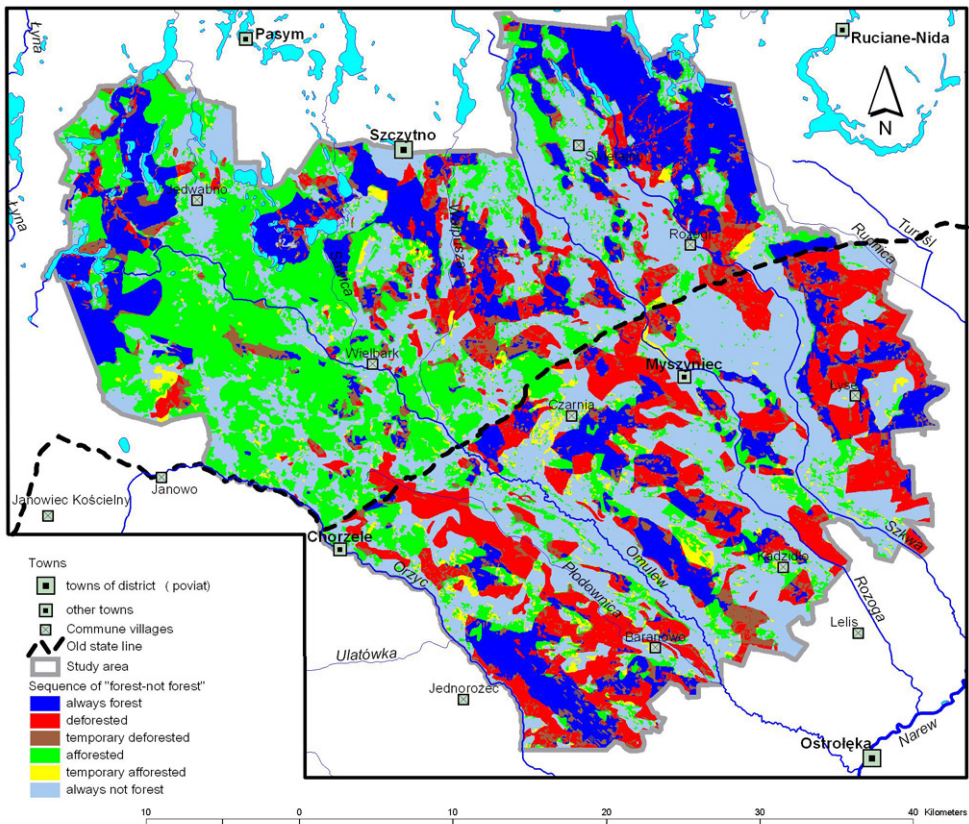 Łyna
Pasym
Ruciane-Nida
N
Szczytno
Jedwabno
Łyna
Rozogi
Turośl
Rudnica
Wielbark
Myszyniec
Czarnia
Łyse
Janowo
Janowiec Kościelny
Chorzele
Orzyc
Omulew
Płodownica
Kadzidło
Szkwa
Rozoga
Lelis
Baranowo
Ulatówka
Jednorożec
Ostrołęka
Narew
Towns
towns of district ( poviat)
other towns
Commune villages
Old state line
Study area
Sequence of "forest-not forest"
always forest
deforested
temporary deforested
afforested
temporary afforested
always not forest
10 0 10 20 30 40 Kilometers